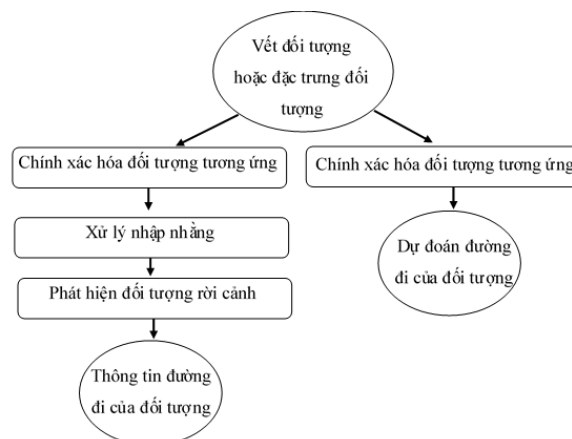 Vết đối tượng
hoặc đặc trưng đối
tượng
Chính xác hóa đối tượng tương ứng
Chính xác hóa đối tượng tương ứng
Xử lý nhập nhằng
Dự đoán đường
đi của đối tượng
Phát hiện đối tượng rời cảnh
Thông tin đường
đi của đối tượng